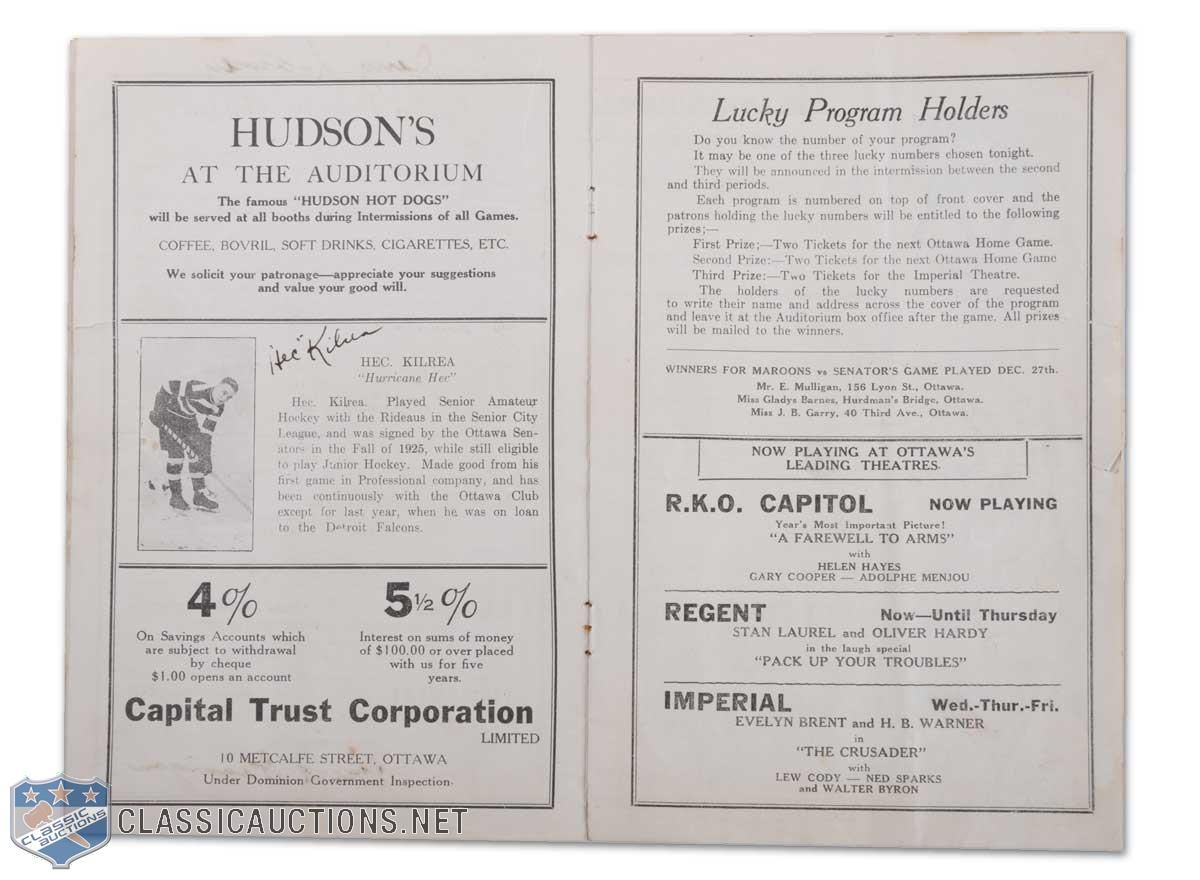 HUDSON'S
AT THE AUDITORIUM
The famous "HUDSON HOT DOGS"
will be served at all booths during Intermissions of all Games.
COFFEE, BOVRIL, SOFT DRINKS, CIGARETTES, ETC.
We solicit your patronage—appreciate your suggestions
and value your good will.
"Hec" Kilrea
HEC. KILREA
"Hurricane Hec"
Hec. Kilrea. Played Senior Amateur
Hockey with the Rideaus in the Senior City
League, and was signed by the Ottawa Sen-
ators in the Fall of 1925, while still eligible
to play Junior Hockey. Made good from his
first game in Professional company, and has
been continuously with the Ottawa Club
except for last year, when he was on loan
to the Detroit Falcons.
4%
On Savings Accounts which
are subject to withdrawal
by cheque
$1.00 opens an account
5½%
Interest on sums of money
of $100.00 or over placed
with us for five
years.
Capital Trust Corporation
LIMITED
10 METCALFE STREET, OTTAWA
Under Dominion Government Inspection.
Lucky Program Holders
Do you know the number of your program?
It may be one of the three lucky numbers chosen tonight.
They will be announced in the intermission between the second
and third periods.
Each program is numbered on top of front cover and the
patrons holding the lucky numbers will be entitled to the following
prizes;—
First Prize;—Two Tickets for the next Ottawa Home Game.
Second Prize:—Two Tickets for the next Ottawa Home Game
Third Prize:—Two Tickets for the Imperial Theatre.
The holders of the lucky numbers are requested
to write their name and address across the cover of the program
and leave it at the Auditorium box office after the game. All prizes
will be mailed to the winners.
WINNERS FOR MAROONS vs SENATOR'S GAME PLAYED DEC. 27th.
Mr. E. Mulligan, 156 Lyon St., Ottawa.
Miss Gladys Barnes, Hurdman's Bridge, Ottawa.
Miss J. B. Garry, 40 Third Ave., Ottawa.
NOW PLAYING AT OTTAWA'S
LEADING THEATRES.
R.K.O. CAPITOL NOW PLAYING
Year's Most Important Picture!
"A FAREWELL TO ARMS"
with
HELEN HAYES
GARY COOPER — ADOLPHE MENJOU
REGENT Now—Until Thursday
STAN LAUREL and OLIVER HARDY
in the laugh special
"PACK UP YOUR TROUBLES"
IMPERIAL Wed.-Thur.-Fri.
EVELYN BRENT and H. B. WARNER
in
"THE CRUSADER"
with
LEW CODY — NED SPARKS
and WALTER BYRON
CLASSIC
AUCTIONS
CLASSICAUCTIONS.NET